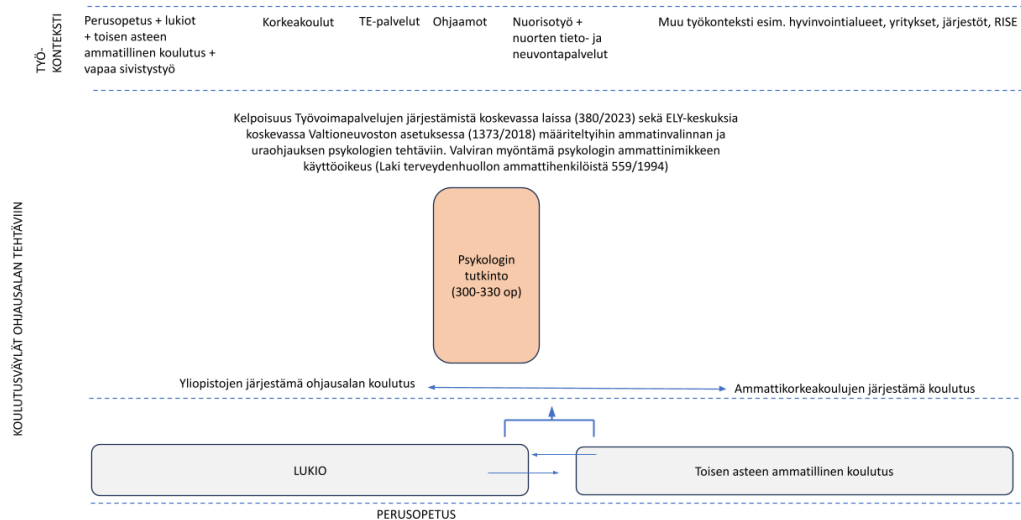 TYÖ-
KONTEKSTI
Perusopetus + lukiot
+ toisen asteen
ammatillinen koulutus +
vapaa sivistystyö
Korkeakoulut
TE-palvelut
Ohjaamot
Nuorisotyö +
nuorten tieto- ja
neuvontapalvelut
Muu työkonteksti esim. hyvinvointialueet, yritykset, järjestöt, RISE
Kelpoisuus Työvoimapalvelujen järjestämistä koskevassa laissa (380/2023) sekä ELY-keskuksia
koskevassa Valtioneuvoston asetuksessa (1373/2018) määriteltyihin ammatinvalinnan ja
uraohjauksen psykologien tehtäviin. Valviran myöntämä psykologin ammattinimikkeen
käyttöoikeus (Laki terveydenhuollon ammattihenkilöistä 559/1994)
KOULUTUSVÄYLÄT OHJAUSALAN TEHTÄVIIN
Psykologin
tutkinto
(300-330 op)
Yliopistojen järjestämä ohjausalan koulutus
Ammattikorkeakoulujen järjestämä koulutus
LUKIO
Toisen asteen ammatillinen koulutus
PERUSOPETUS